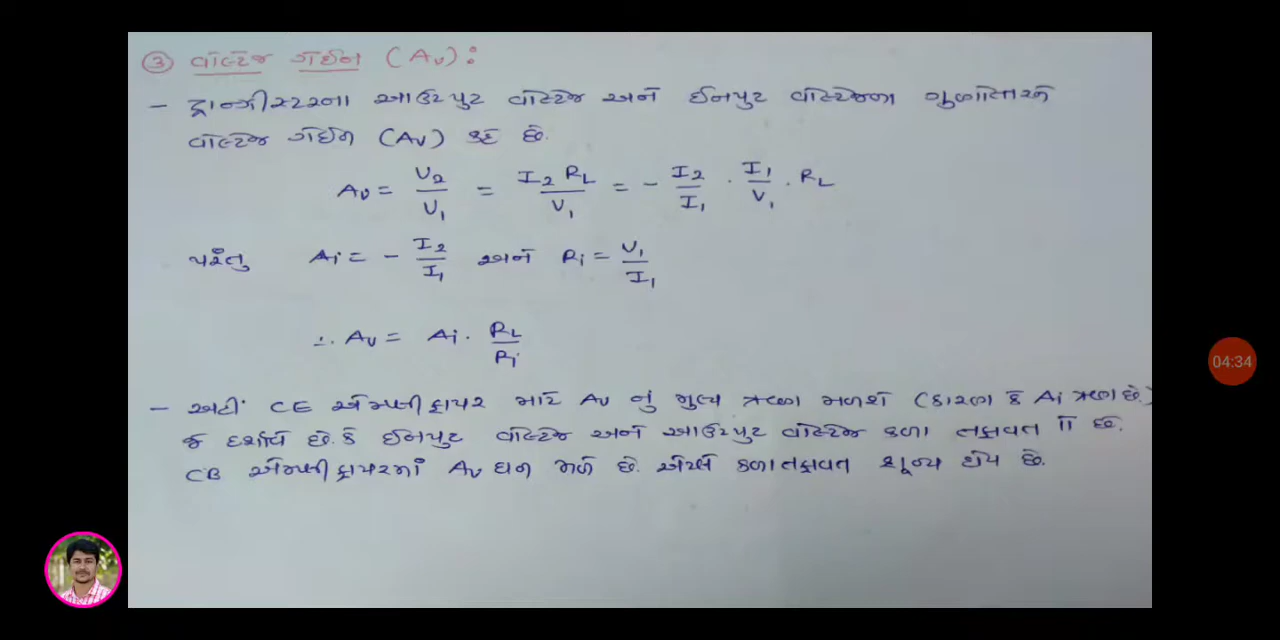 ③ વોલ્ટેજ ગેઈન (Av):
- ટ્રાન્ઝીસ્ટરના આઉટપુટ વોલ્ટેજ અને ઈનપુટ વોલ્ટેજના ગુણોત્તરને
વોલ્ટેજ ગેઈન (Av) કહે છે.
Av = V2/V1 = I2 RL/V1 = - I2/I1 . I1/V1 . RL
પરંતુ Ai = - I2/I1 અને Ri = V1/I1
∴ Av = Ai . RL/Ri
- અહીં CE એમ્પ્લીફાયર માટે Av નું મુલ્ય ઋણ મળશે (કારણ કે Ai ઋણ છે.)
જે દર્શાવે છે. કે ઈનપુટ વોલ્ટેજ અને આઉટપુટ વોલ્ટેજ કળા તફાવત π છે.
CB એમ્પ્લીફાયરમાં Av ધન મળે છે. એટલે કળા તફાવત શૂન્ય હોય છે.
04:34